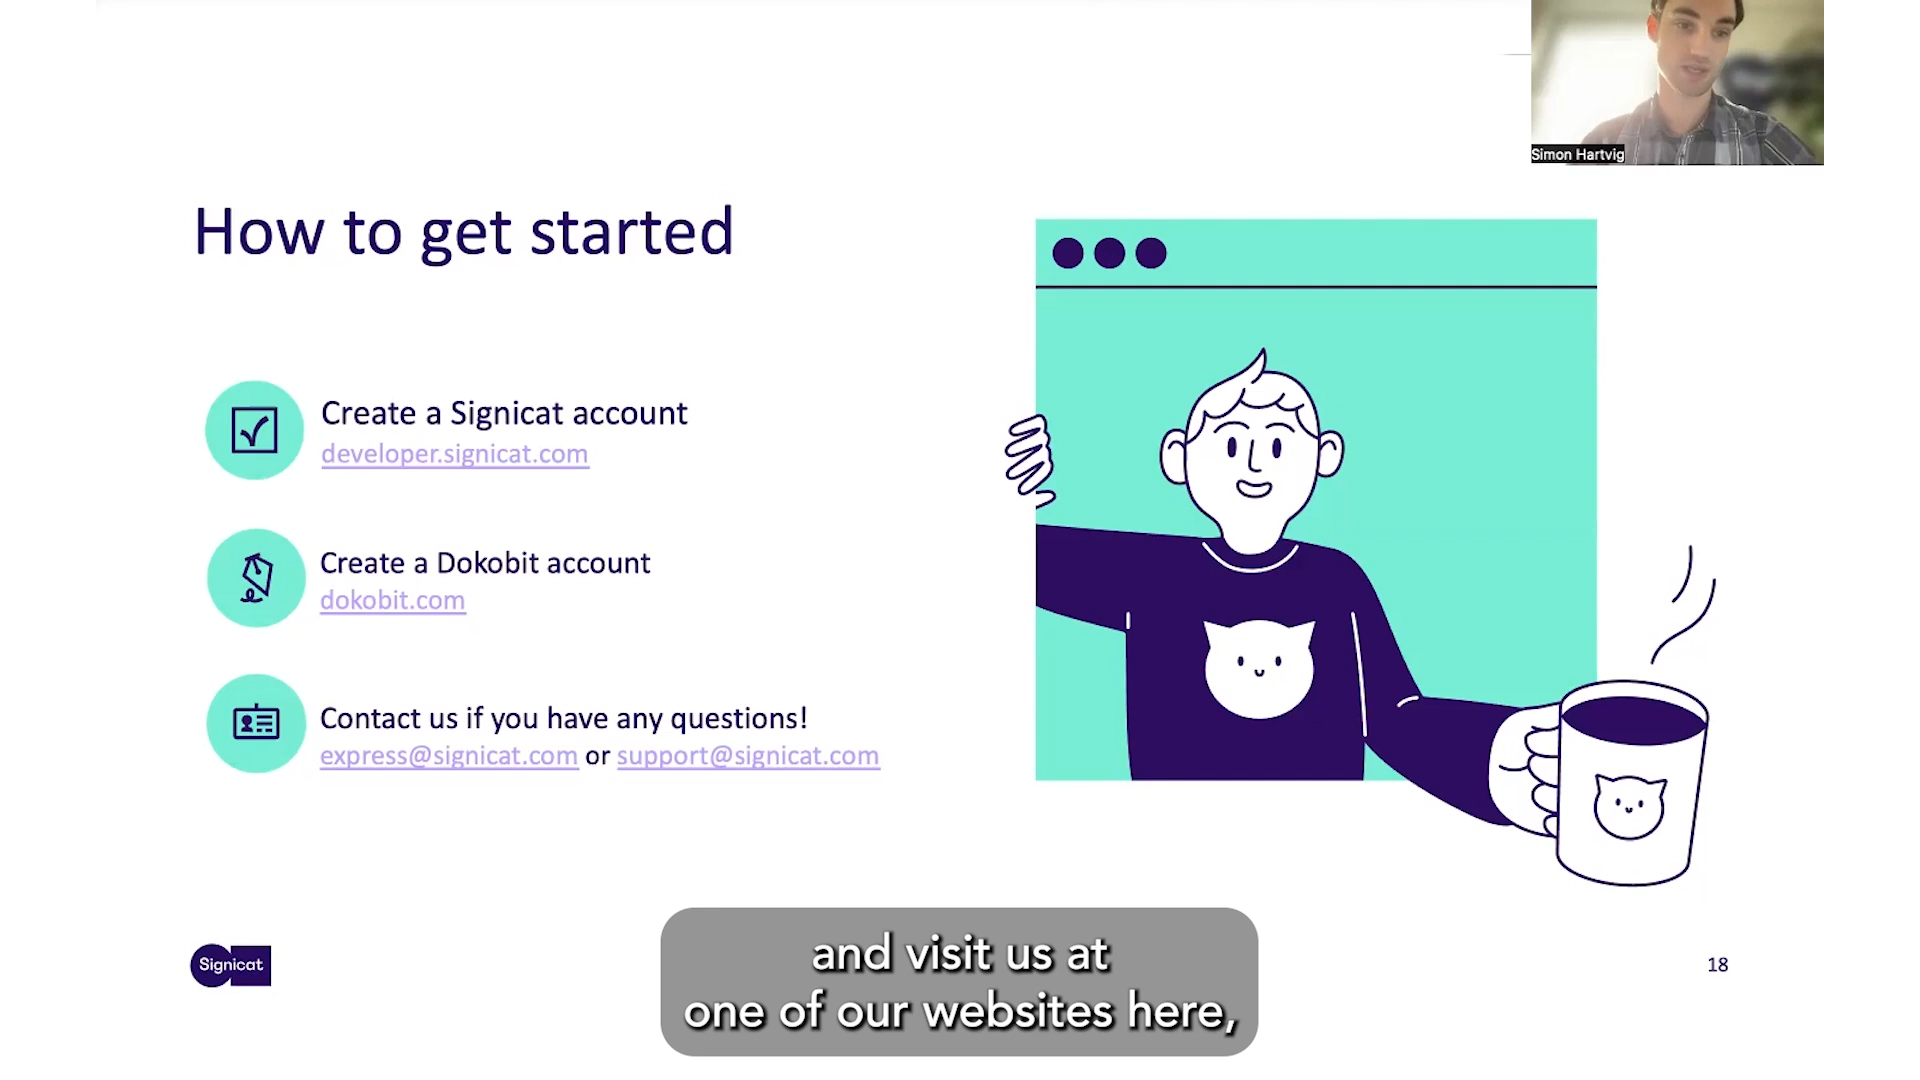 Simon Hartvig
How to get started
Create a Signicat account
developer.signicat.com
Create a Dokobit account
dokobit.com
Contact us if you have any questions!
express@signicat.com or support@signicat.com
Signicat
and visit us at
one of our websites here,
18